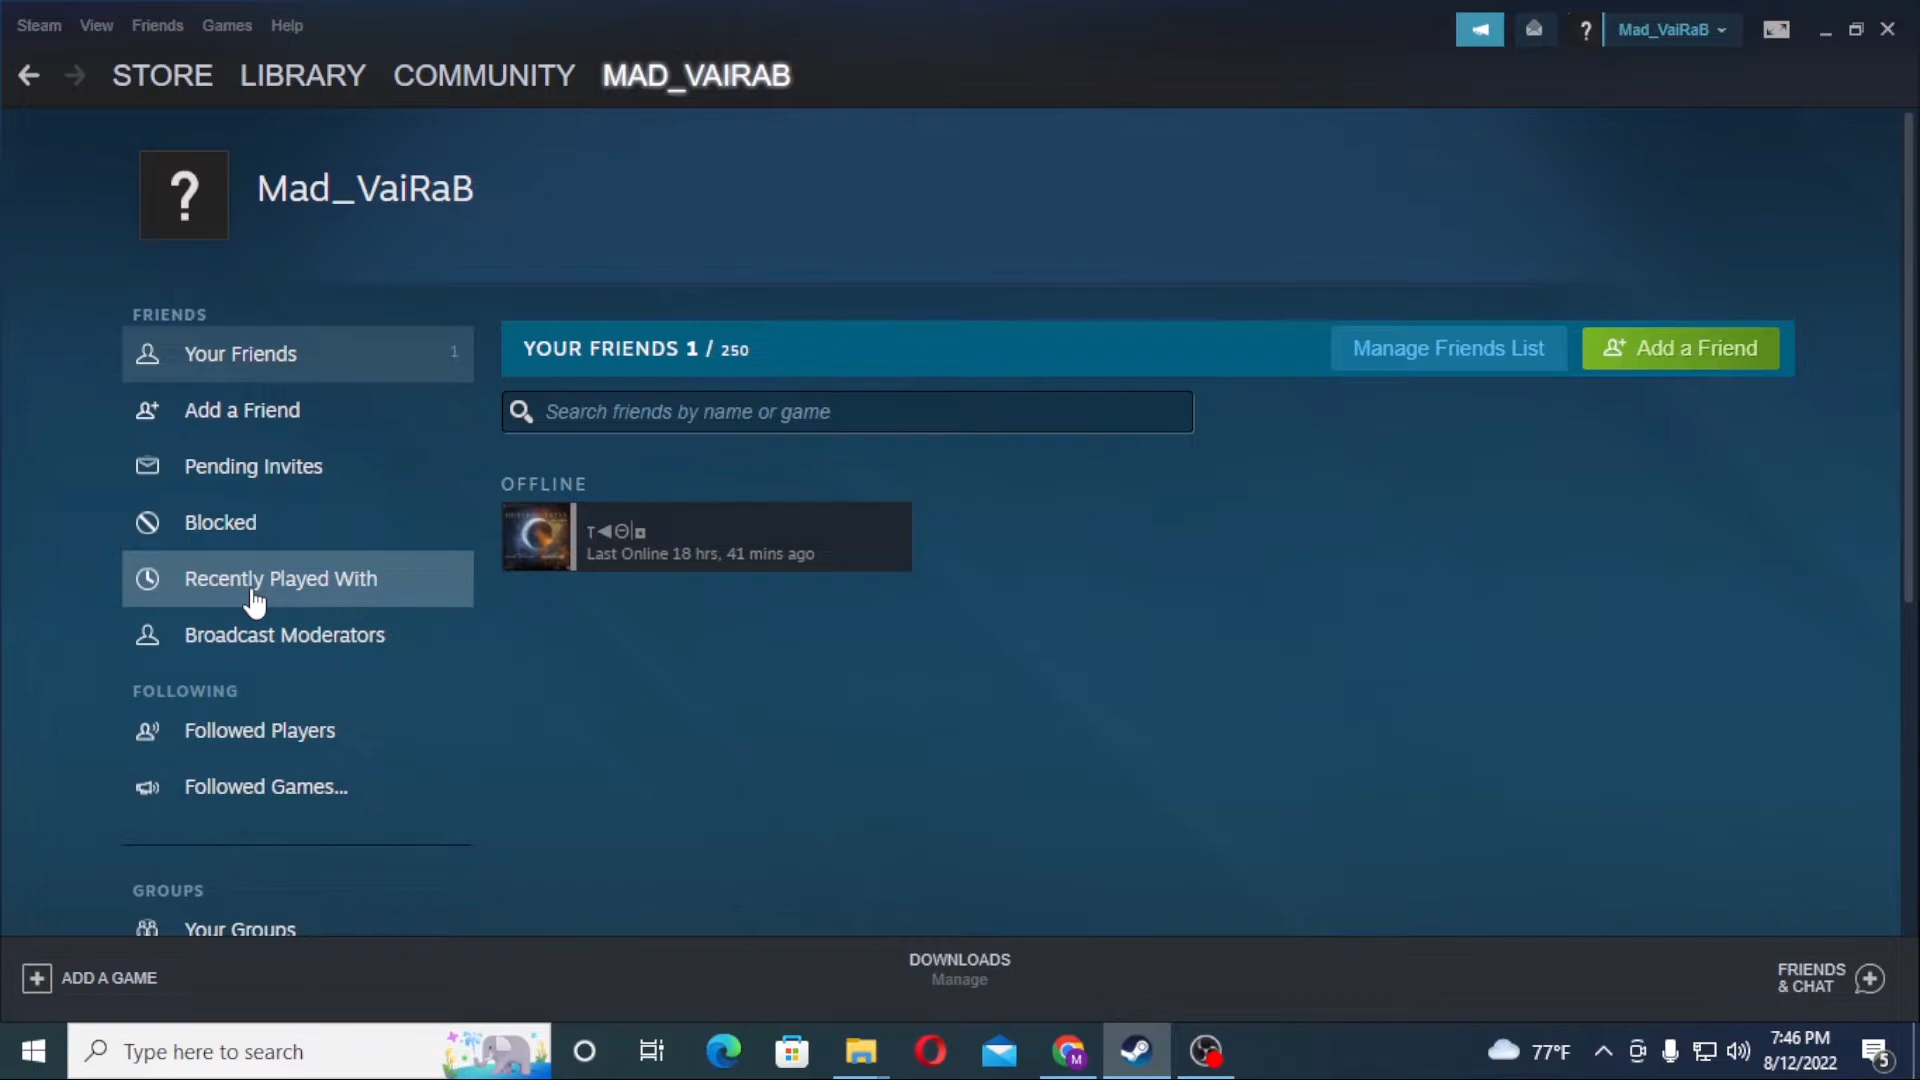 Steam View Friends Games Help
Mad_VaiRaB
STORE LIBRARY COMMUNITY MAD_VAIRAB
?
Mad_VaiRaB
FRIENDS
Your Friends 1
Add a Friend
Pending Invites
Blocked
Recently Played With
Broadcast Moderators
FOLLOWING
Followed Players
Followed Games...
GROUPS
Your Groups
YOUR FRIENDS 1 / 250
Manage Friends List
Add a Friend
Search friends by name or game
OFFLINE
Last Online 18 hrs, 41 mins ago
ADD A GAME
DOWNLOADS
Manage
FRIENDS
& CHAT
Type here to search
M
77°F
7:46 PM
8/12/2022
5